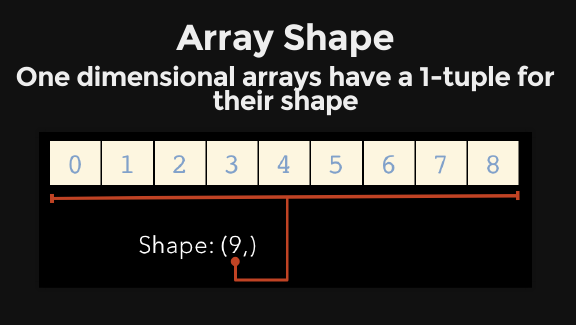 Array Shape
One dimensional arrays have a 1-tuple for
their shape
0 1 2 3 4 5 6 7 8
Shape: (9,)